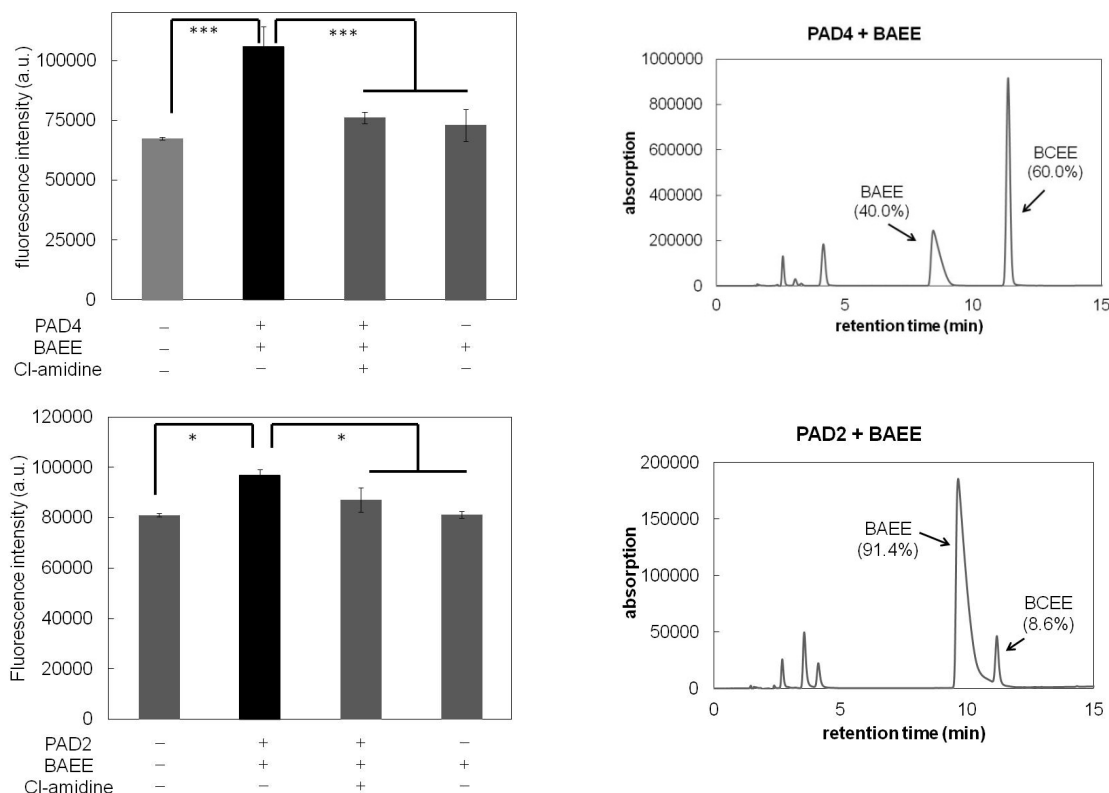 fluorescence intensity (a.u.)
100000
75000
50000
25000
0
*** ***
PAD4 – + + –
BAEE – + + +
Cl-amidine – – + –
PAD4 + BAEE
absorption
1000000
800000
600000
400000
200000
0
BCEE
(60.0%)
BAEE
(40.0%)
0 5 10 15
retention time (min)
Fluorescence intensity (a.u.)
120000
100000
80000
60000
40000
20000
0
* *
PAD2 – + + –
BAEE – + + +
Cl-amidine – – + –
PAD2 + BAEE
absorption
200000
150000
100000
50000
0
BAEE
(91.4%)
BCEE
(8.6%)
0 5 10 15
retention time (min)